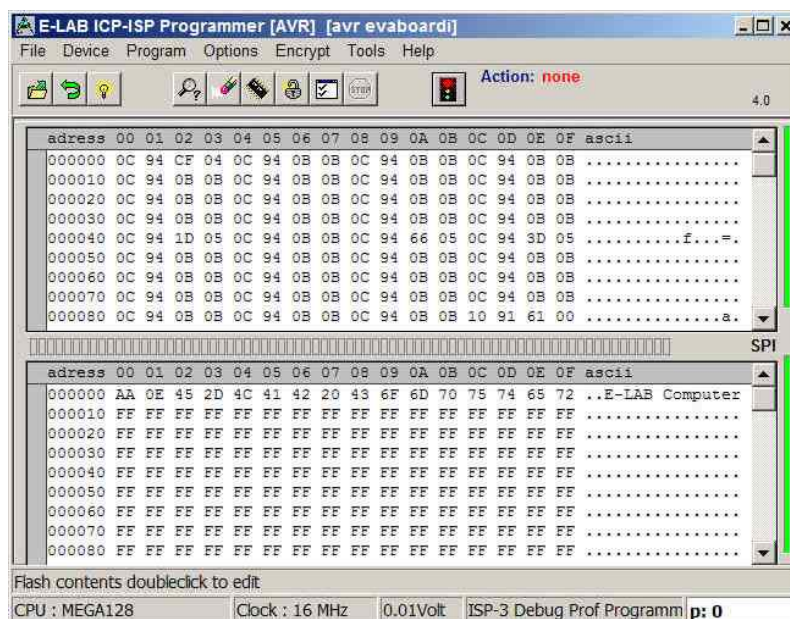 E-LAB ICP-ISP Programmer [AVR] [avr evaboardi]
File Device Program Options Encrypt Tools Help
STOP
Action: none
4.0
adress 00 01 02 03 04 05 06 07 08 09 0A 0B 0C 0D 0E 0F ascii
000000 0C 94 CF 04 0C 94 0B 0B 0C 94 0B 0B 0C 94 0B 0B ................
000010 0C 94 0B 0B 0C 94 0B 0B 0C 94 0B 0B 0C 94 0B 0B ................
000020 0C 94 0B 0B 0C 94 0B 0B 0C 94 0B 0B 0C 94 0B 0B ................
000030 0C 94 0B 0B 0C 94 0B 0B 0C 94 0B 0B 0C 94 0B 0B ................
000040 0C 94 1D 05 0C 94 0B 0B 0C 94 66 05 0C 94 3D 05 ..........f...=.
000050 0C 94 0B 0B 0C 94 0B 0B 0C 94 0B 0B 0C 94 0B 0B ................
000060 0C 94 0B 0B 0C 94 0B 0B 0C 94 0B 0B 0C 94 0B 0B ................
000070 0C 94 0B 0B 0C 94 0B 0B 0C 94 0B 0B 0C 94 0B 0B ................
000080 0C 94 0B 0B 0C 94 0B 0B 0C 94 0B 0B 10 91 61 00 ..............a.
SPI
adress 00 01 02 03 04 05 06 07 08 09 0A 0B 0C 0D 0E 0F ascii
000000 AA 0E 45 2D 4C 41 42 20 43 6F 6D 70 75 74 65 72 ..E-LAB Computer
000010 FF FF FF FF FF FF FF FF FF FF FF FF FF FF FF FF ................
000020 FF FF FF FF FF FF FF FF FF FF FF FF FF FF FF FF ................
000030 FF FF FF FF FF FF FF FF FF FF FF FF FF FF FF FF ................
000040 FF FF FF FF FF FF FF FF FF FF FF FF FF FF FF FF ................
000050 FF FF FF FF FF FF FF FF FF FF FF FF FF FF FF FF ................
000060 FF FF FF FF FF FF FF FF FF FF FF FF FF FF FF FF ................
000070 FF FF FF FF FF FF FF FF FF FF FF FF FF FF FF FF ................
000080 FF FF FF FF FF FF FF FF FF FF FF FF FF FF FF FF ................
Flash contents doubleclick to edit
CPU : MEGA128 Clock : 16 MHz 0.01Volt ISP-3 Debug Prof Programm p: 0